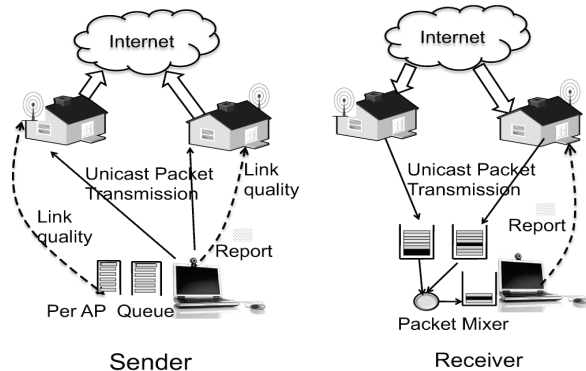 Internet
Unicast Packet
Transmission
Link
quality
Link
quality
Report
Per AP Queue
Sender
Internet
Unicast Packet
Transmission
Report
Packet Mixer
Receiver